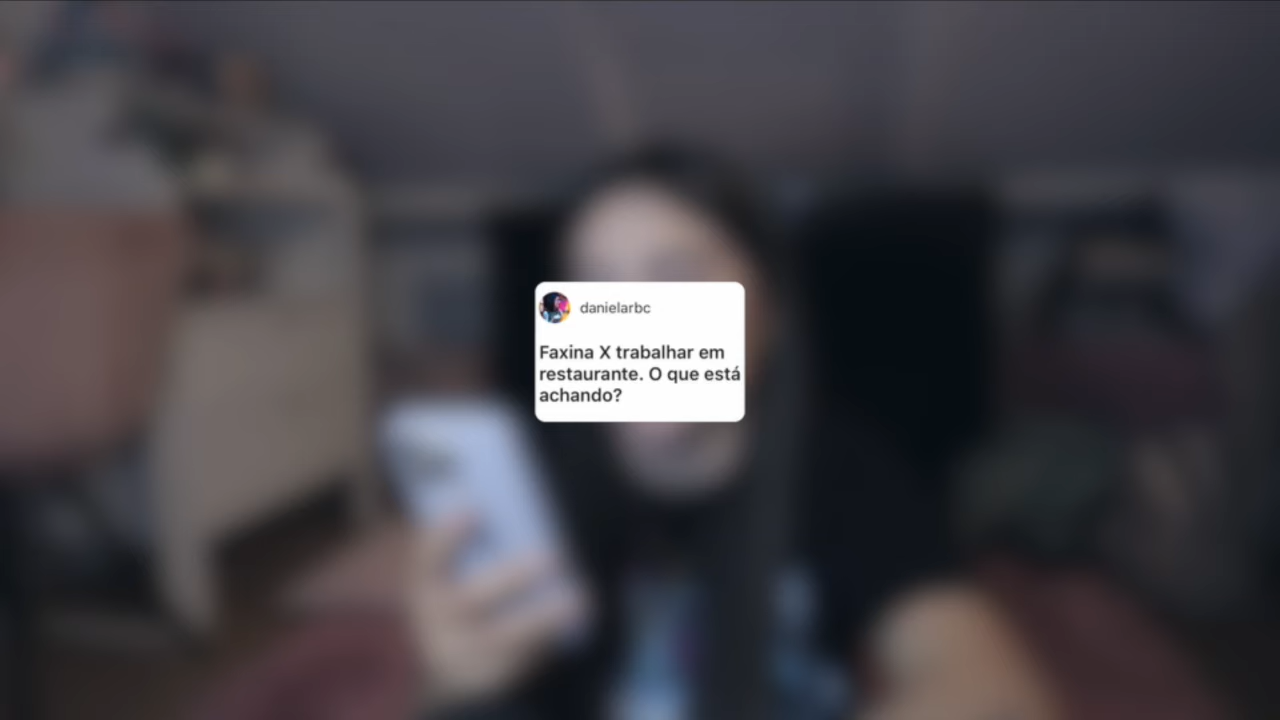 danielarbc
Faxina X trabalhar em
restaurante. O que está
achando?